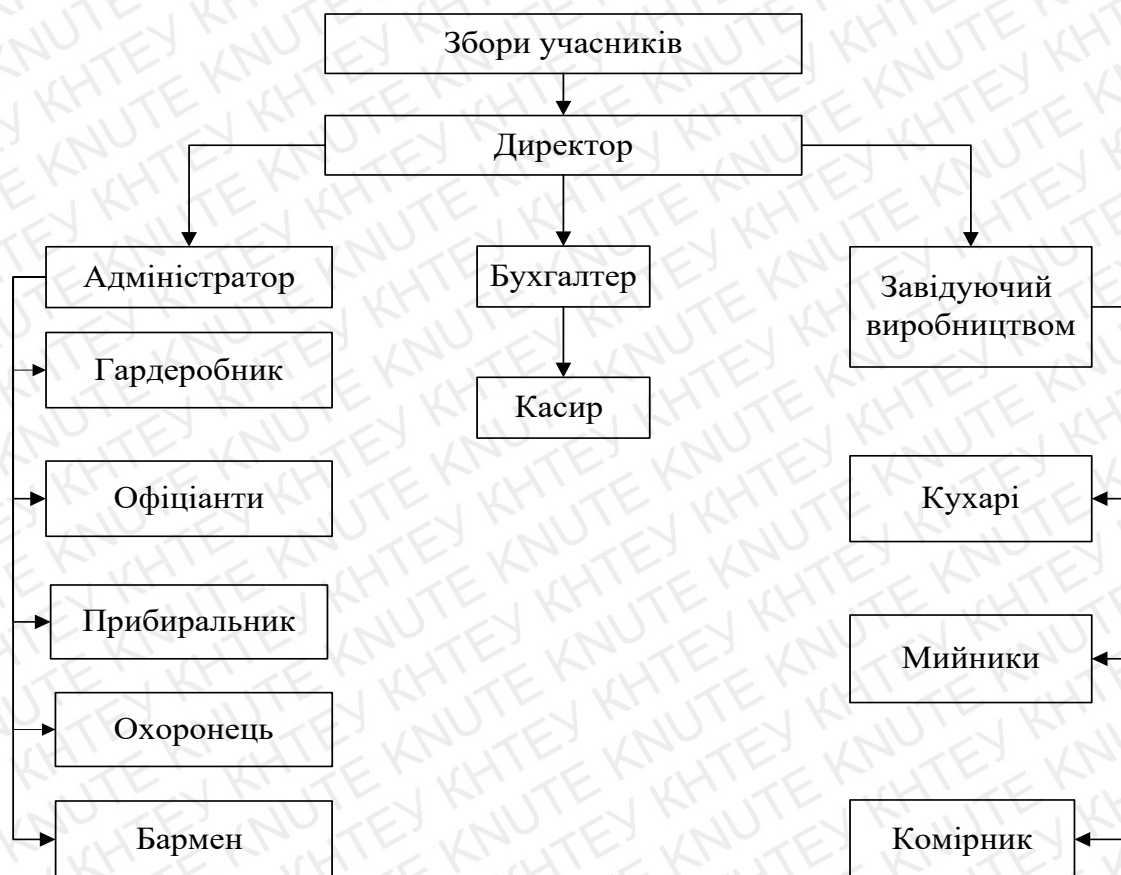 Збори учасників
Директор
Адміністратор
Бухгалтер
Завідуючий
виробництвом
Гардеробник
Касир
Офіціанти
Кухарі
Прибиральник
Мийники
Охоронець
Бармен
Комірник